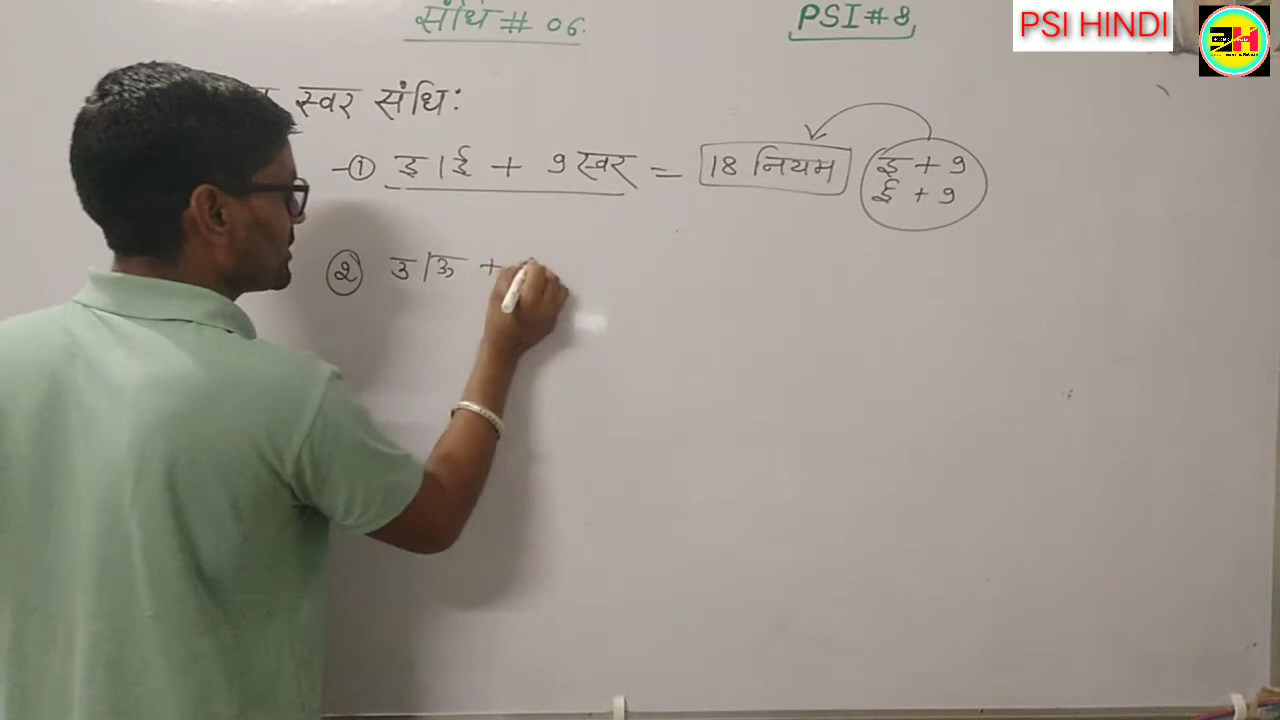 संधि # 06.
PSI # 8
PSI HINDI
स्वर संधि:
① इ/ई + 9 स्वर = 18 नियम
इ + 9
ई + 9
② उ/ऊ +